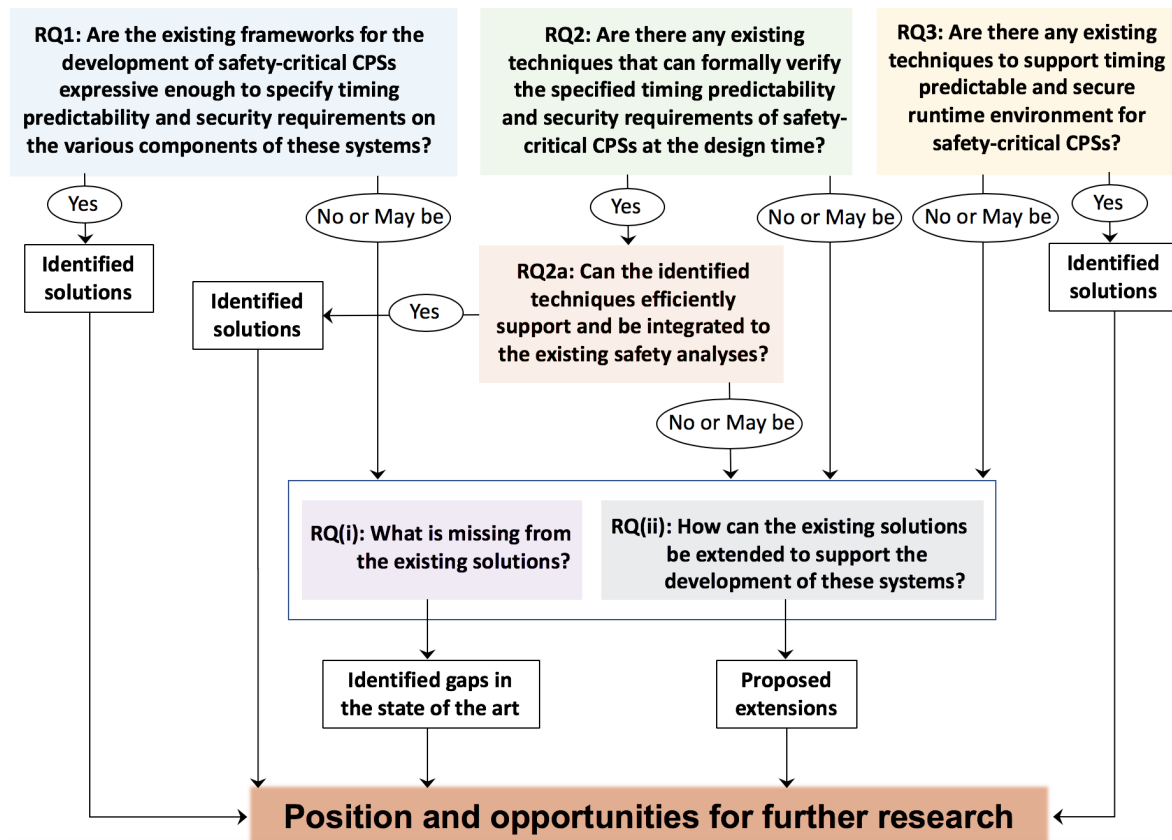 RQ1: Are the existing frameworks for the
development of safety-critical CPSs
expressive enough to specify timing
predictability and security requirements on
the various components of these systems?
RQ2: Are there any existing
techniques that can formally verify
the specified timing predictability
and security requirements of safety-
critical CPSs at the design time?
RQ3: Are there any existing
techniques to support timing
predictable and secure
runtime environment for
safety-critical CPSs?
Yes
No or May be
Yes
No or May be
No or May be
Yes
Identified
solutions
Identified
solutions
Yes
RQ2a: Can the identified
techniques efficiently
support and be integrated to
the existing safety analyses?
Identified
solutions
No or May be
RQ(i): What is missing from
the existing solutions?
RQ(ii): How can the existing solutions
be extended to support the
development of these systems?
Identified gaps in
the state of the art
Proposed
extensions
Position and opportunities for further research